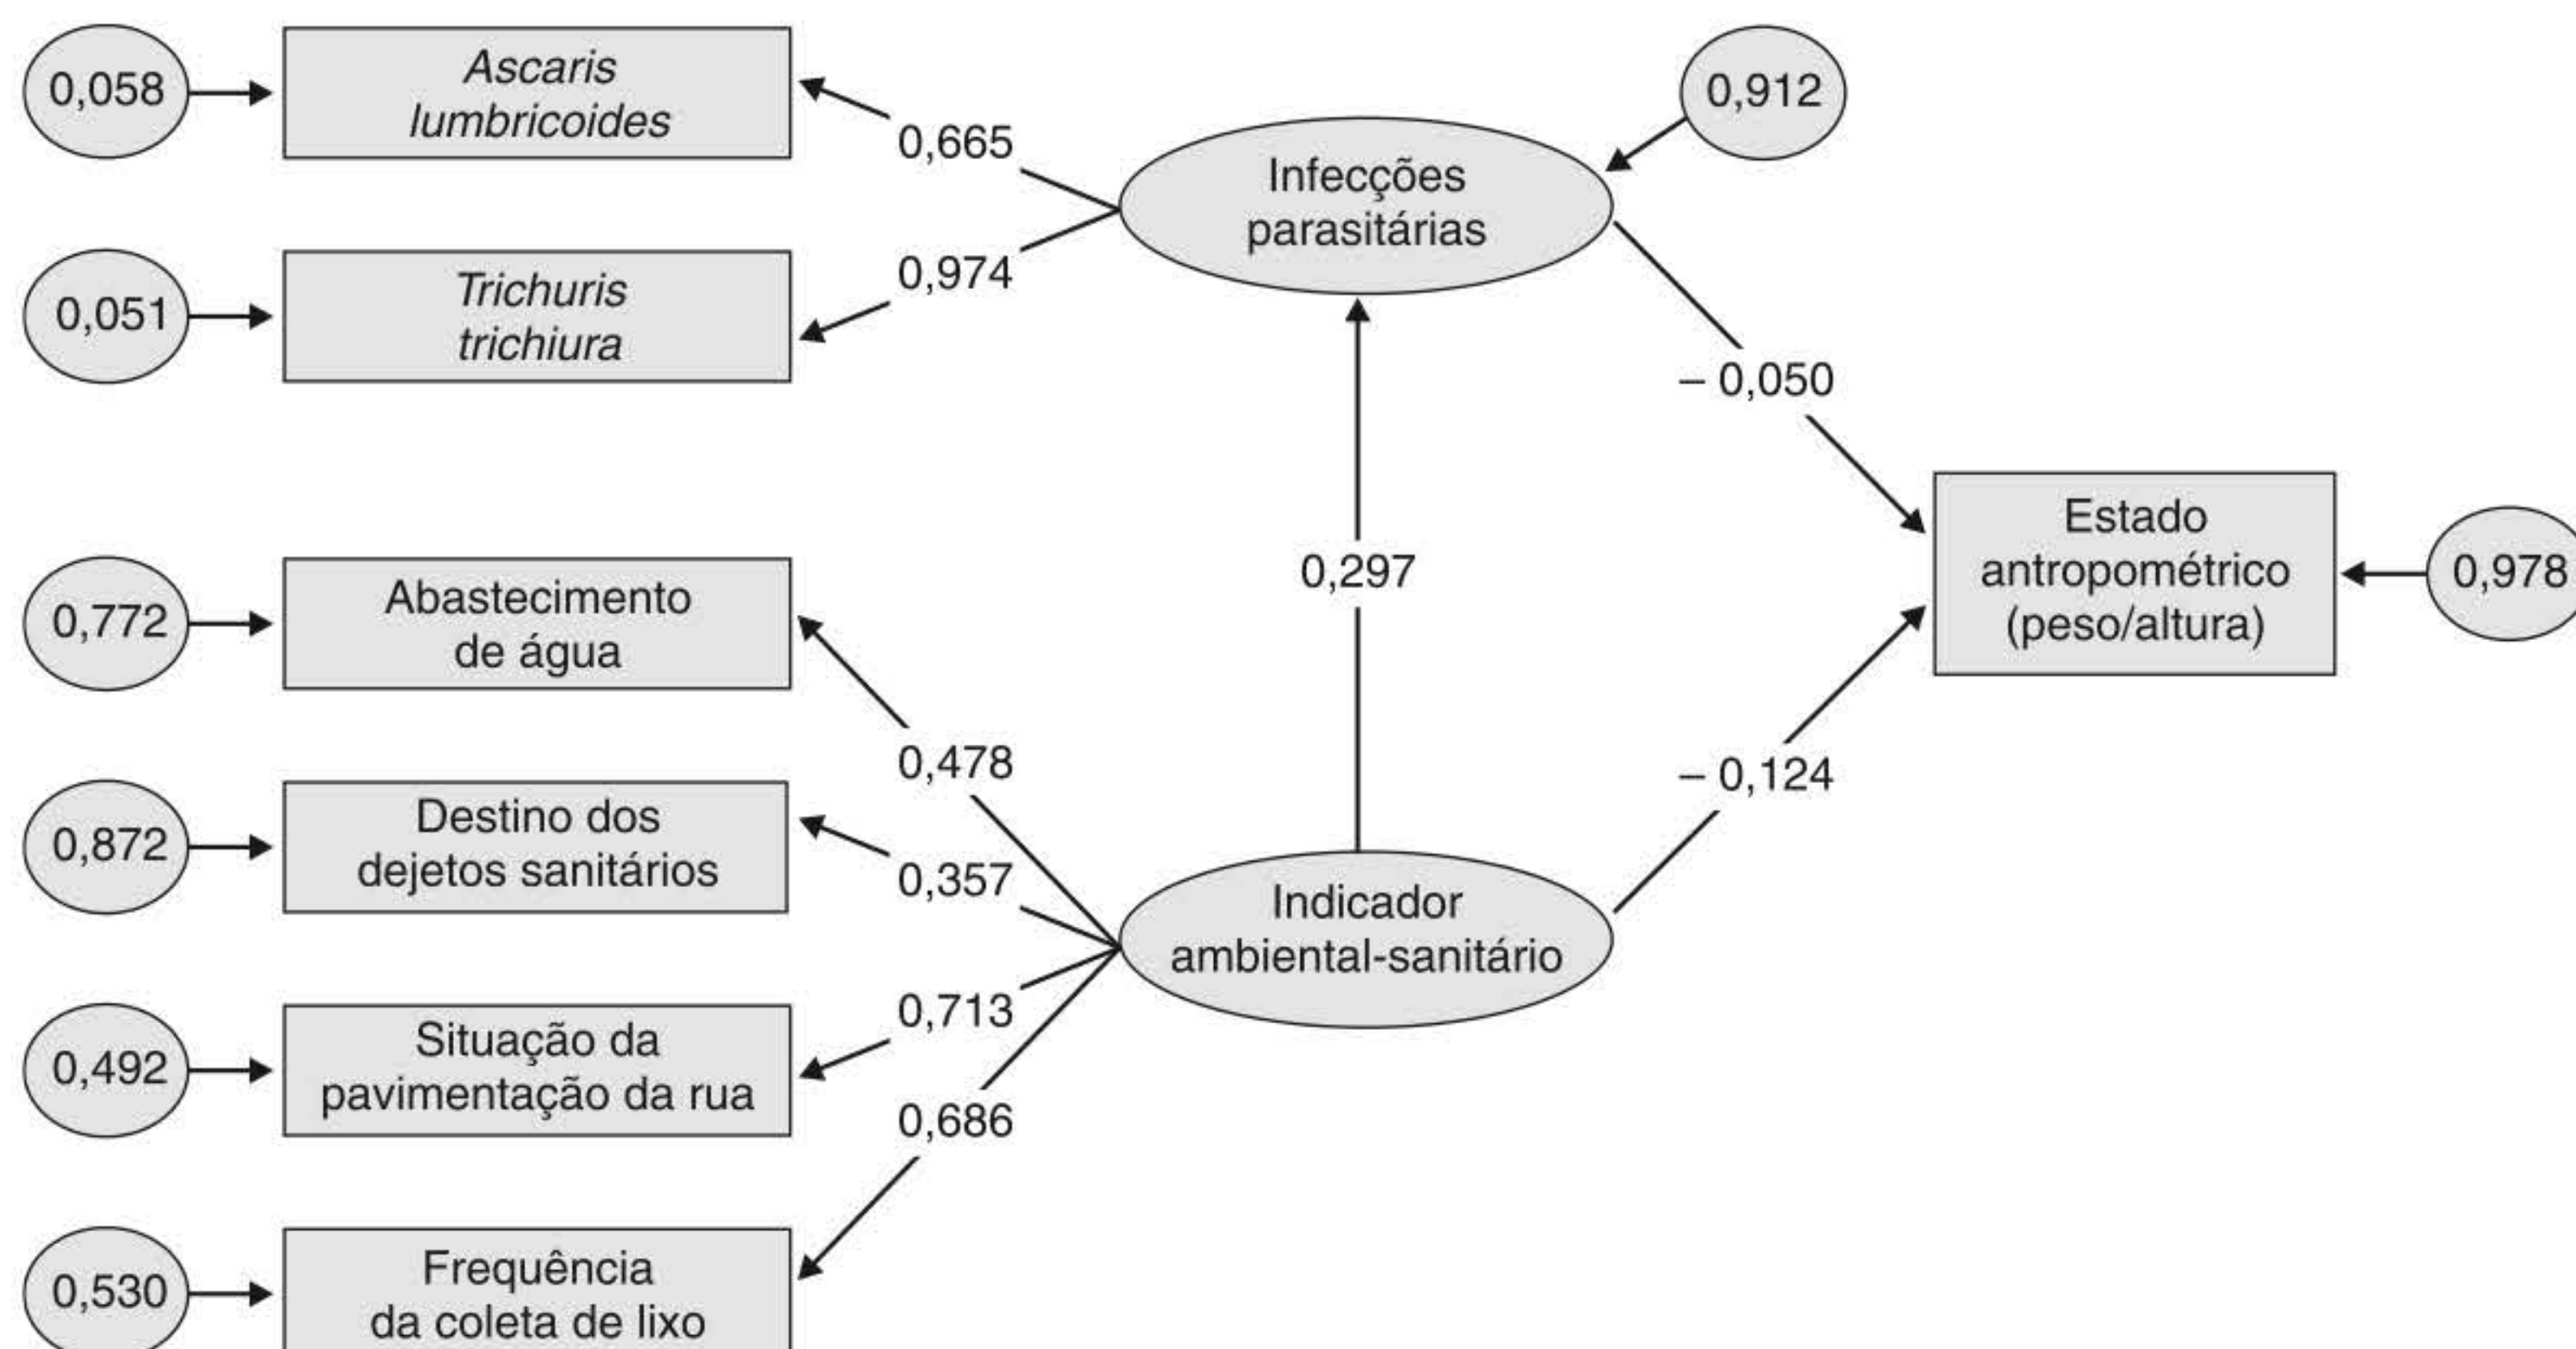 0,058
Ascaris
lumbricoides
0,665
0,912
Infecções
parasitárias
0,051
Trichuris
trichiura
0,974
– 0,050
0,297
Estado
antropométrico
(peso/altura)
0,978
0,772
Abastecimento
de água
0,478
– 0,124
0,872
Destino dos
dejetos sanitários
0,357
Indicador
ambiental-sanitário
0,492
Situação da
pavimentação da rua
0,713
0,686
0,530
Frequência
da coleta de lixo